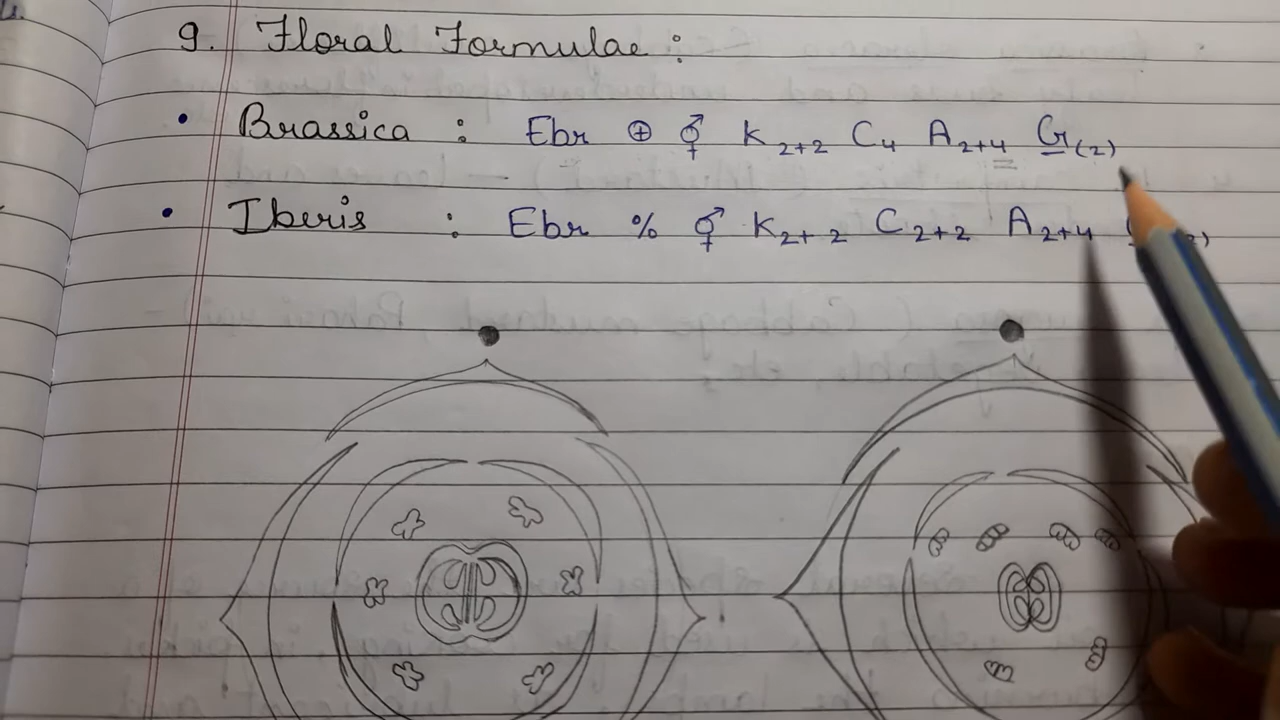 9. Floral Formulae :
• Brassica : Ebr ⊕ ⚥ K₂₊₂ C₄ A₂₊₄ G̲₍₂₎
• Iberis : Ebr % ⚥ K₂₊₂ C₂₊₂ A₂₊₄